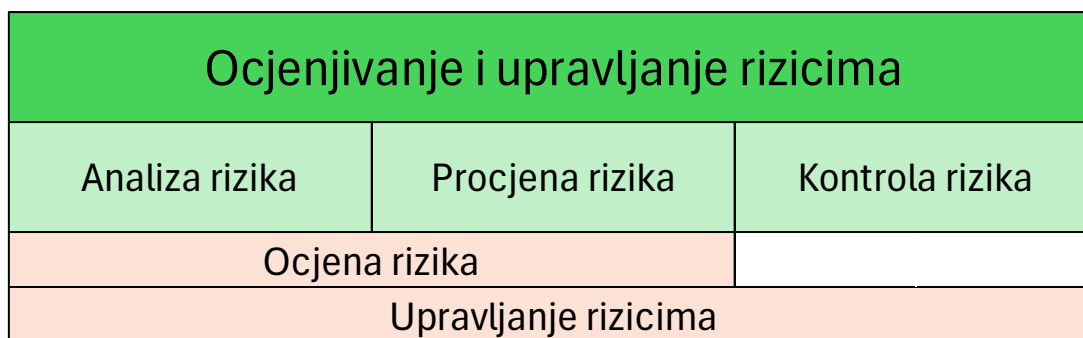 Ocjenjivanje i upravljanje rizicima
Analiza rizika
Procjena rizika
Kontrola rizika
Ocjena rizika
Upravljanje rizicima